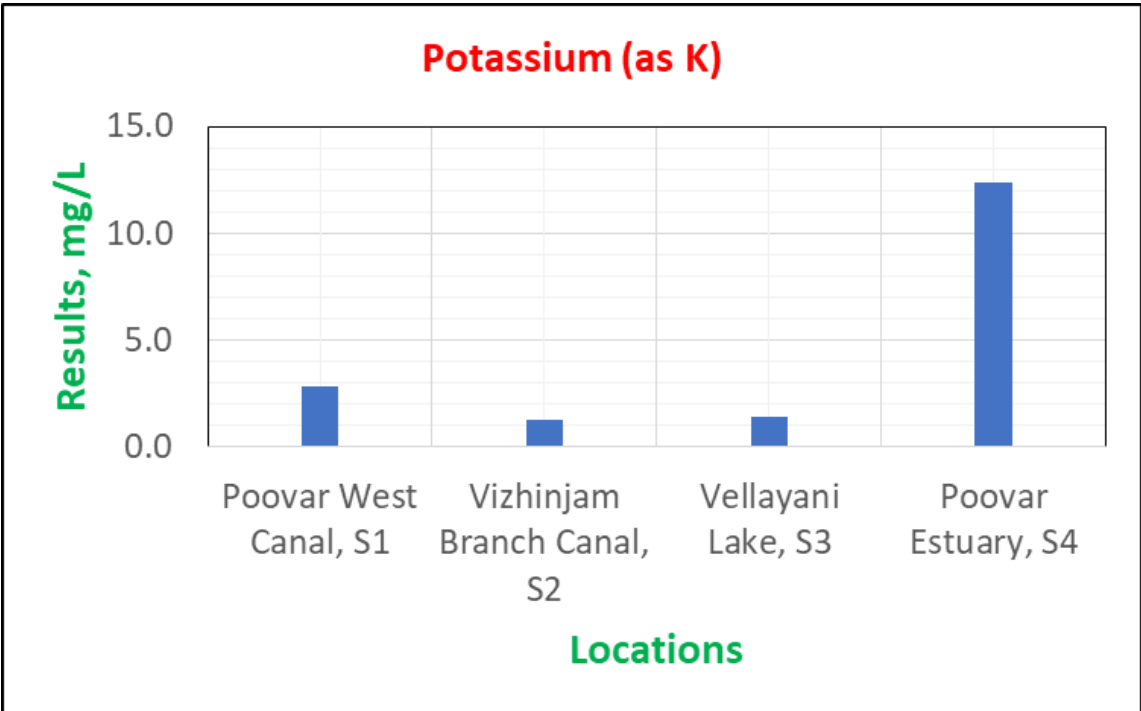 Potassium (as K)
Results, mg/L
15.0
10.0
5.0
0.0
Poovar West
Canal, S1
Vizhinjam
Branch Canal,
S2
Vellayani
Lake, S3
Poovar
Estuary, S4
Locations